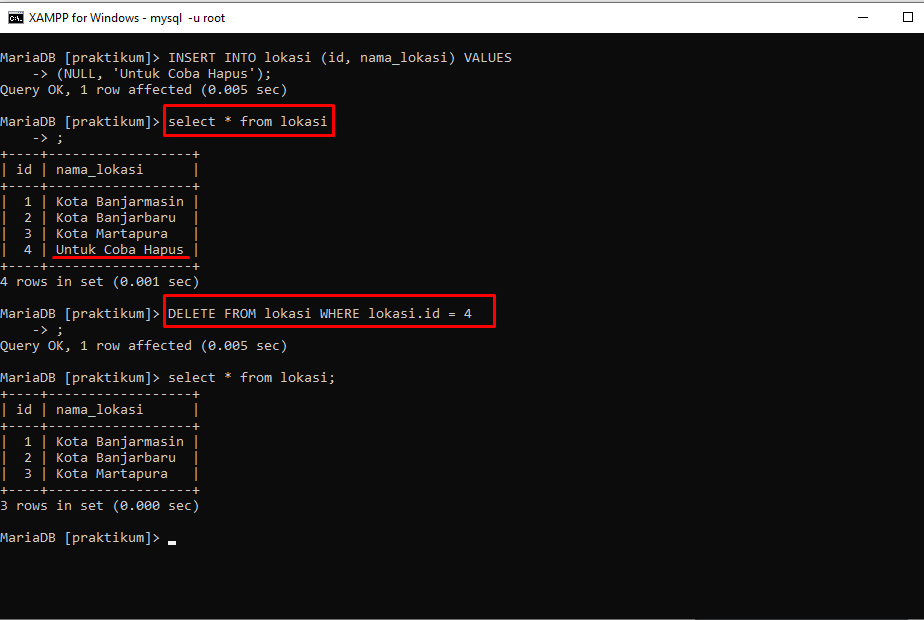 XAMPP for Windows - mysql  -u root
MariaDB [praktikum]> INSERT INTO lokasi (id, nama_lokasi) VALUES
    -> (NULL, 'Untuk Coba Hapus');
Query OK, 1 row affected (0.005 sec)
MariaDB [praktikum]> select * from lokasi
    -> ;
+----+------------------+
| id | nama_lokasi      |
+----+------------------+
|  1 | Kota Banjarmasin |
|  2 | Kota Banjarbaru  |
|  3 | Kota Martapura   |
|  4 | Untuk Coba Hapus |
+----+------------------+
4 rows in set (0.001 sec)
MariaDB [praktikum]> DELETE FROM lokasi WHERE lokasi.id = 4
    -> ;
Query OK, 1 row affected (0.005 sec)
MariaDB [praktikum]> select * from lokasi;
+----+------------------+
| id | nama_lokasi      |
+----+------------------+
|  1 | Kota Banjarmasin |
|  2 | Kota Banjarbaru  |
|  3 | Kota Martapura   |
+----+------------------+
3 rows in set (0.000 sec)
MariaDB [praktikum]> _